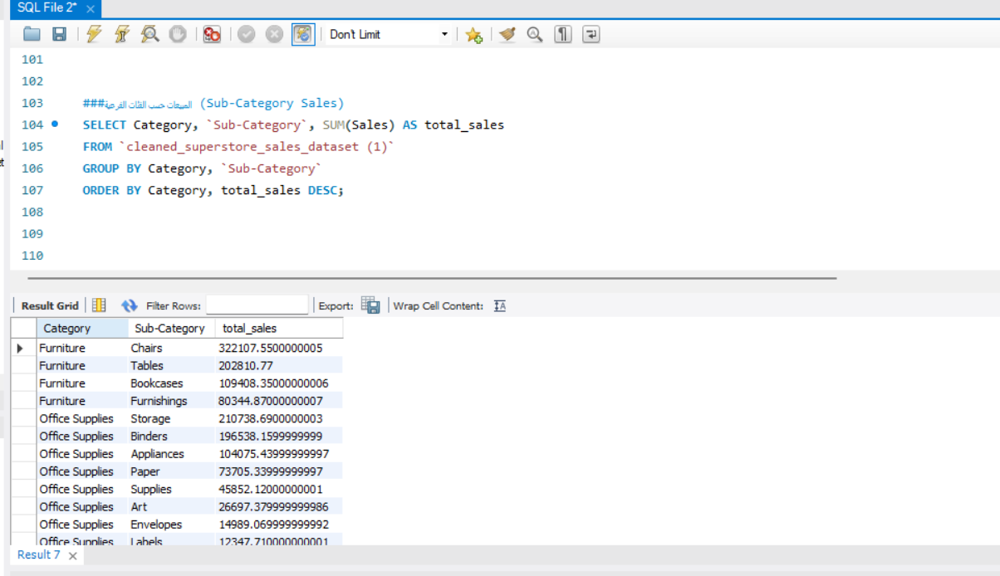 SQL File 2*
Don't Limit
101
102
103 ###المبيعات حسب الفئات الفرعية (Sub-Category Sales)
104 SELECT Category, `Sub-Category`, SUM(Sales) AS total_sales
105 FROM `cleaned_superstore_sales_dataset (1)`
106 GROUP BY Category, `Sub-Category`
107 ORDER BY Category, total_sales DESC;
108
109
110
Result Grid Filter Rows: Export: Wrap Cell Content:
Category Sub-Category total_sales
Furniture Chairs 322107.5500000005
Furniture Tables 202810.77
Furniture Bookcases 109408.35000000006
Furniture Furnishings 80344.87000000007
Office Supplies Storage 210738.6900000003
Office Supplies Binders 196538.1599999999
Office Supplies Appliances 104075.43999999997
Office Supplies Paper 73705.33999999997
Office Supplies Supplies 45852.12000000001
Office Supplies Art 26697.379999999986
Office Supplies Envelopes 14989.069999999992
Office Supplies Labels 12347.710000000001
Result 7